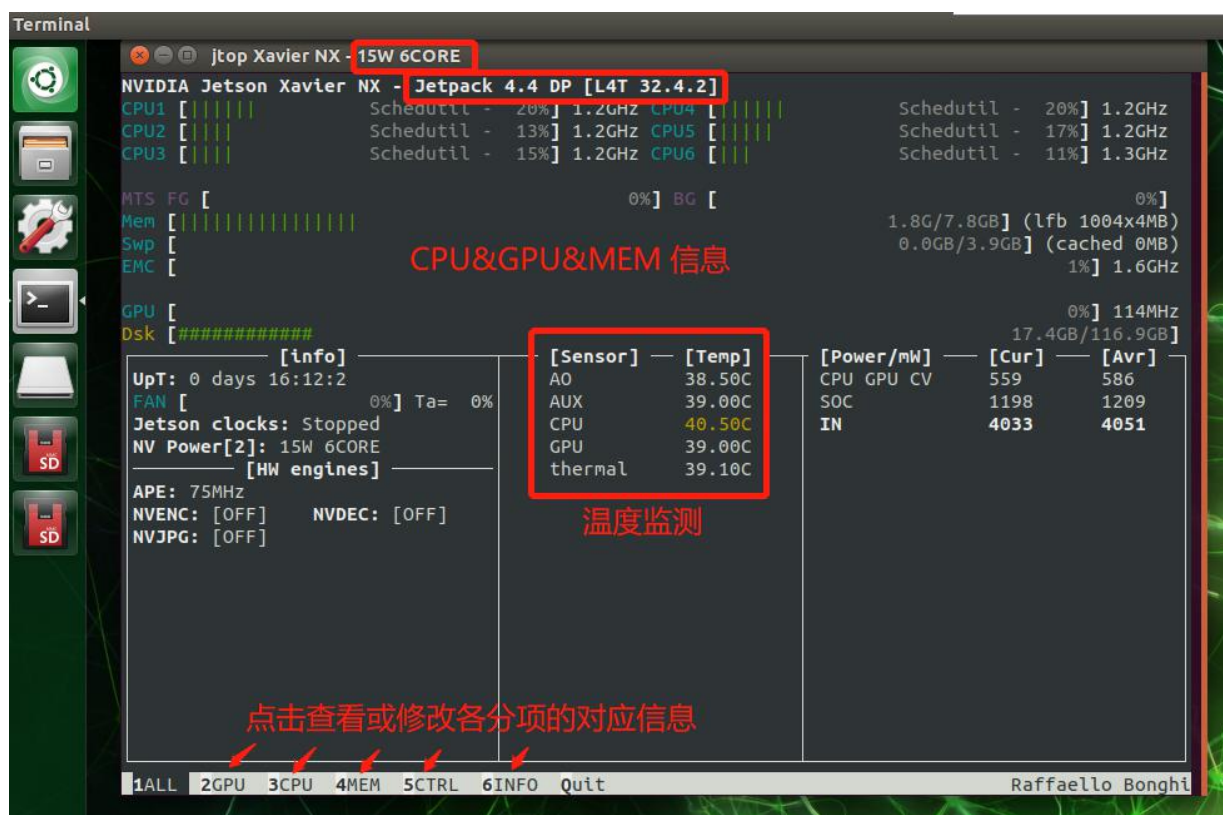 Terminal
jtop Xavier NX - 15W 6CORE
NVIDIA Jetson Xavier NX - Jetpack 4.4 DP [L4T 32.4.2]
CPU1 [|||||| Schedutil - 20%] 1.2GHz CPU4 [|||||| Schedutil - 20%] 1.2GHz
CPU2 [|||| Schedutil - 13%] 1.2GHz CPU5 [||||| Schedutil - 17%] 1.2GHz
CPU3 [|||| Schedutil - 15%] 1.2GHz CPU6 [||| Schedutil - 11%] 1.3GHz
MTS FG [ 0%] BG [ 0%]
Mem [|||||||||||||||| 1.8G/7.8GB] (lfb 1004x4MB)
Swp [ 0.0GB/3.9GB] (cached 0MB)
EMC [ 1%] 1.6GHz
CPU&GPU&MEM 信息
GPU [ 0%] 114MHz
Dsk [############ 17.4GB/116.9GB]
[info] [Sensor] [Temp] [Power/mW] [Cur] [Avr]
UpT: 0 days 16:12:2 AO 38.50C CPU GPU CV 559 586
FAN [ 0%] Ta= 0% AUX 39.00C SOC 1198 1209
Jetson clocks: Stopped CPU 40.50C IN 4033 4051
NV Power[2]: 15W 6CORE GPU 39.00C
[HW engines] thermal 39.10C
APE: 75MHz
NVENC: [OFF] NVDEC: [OFF]
温度监测
NVJPG: [OFF]
点击查看或修改各分项的对应信息
1ALL 2GPU 3CPU 4MEM 5CTRL 6INFO Quit Raffaello Bonghi
SD
SD